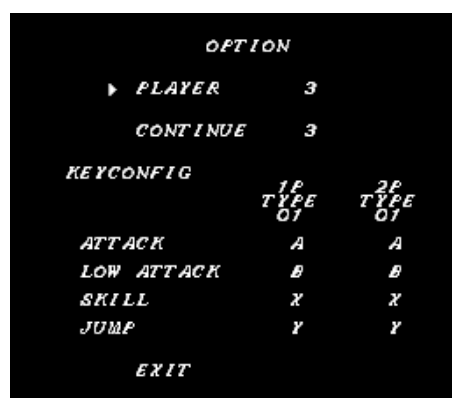 OPTION
PLAYER 3
CONTINUE 3
KEYCONFIG
1P 2P
TYPE TYPE
01 01
ATTACK A A
LOW ATTACK B B
SKILL X X
JUMP Y Y
EXIT